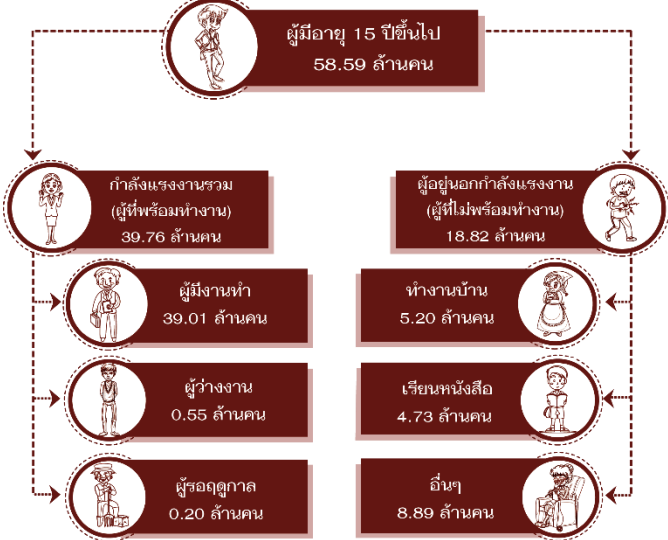 ผู้มีอายุ 15 ปีขึ้นไป
58.59 ล้านคน
กำลังแรงงานรวม
(ผู้ที่พร้อมทำงาน)
39.76 ล้านคน
ผู้อยู่นอกกำลังแรงงาน
(ผู้ที่ไม่พร้อมทำงาน)
18.82 ล้านคน
ผู้มีงานทำ
39.01 ล้านคน
ทำงานบ้าน
5.20 ล้านคน
ผู้ว่างงาน
0.55 ล้านคน
เรียนหนังสือ
4.73 ล้านคน
ผู้รอฤดูกาล
0.20 ล้านคน
อื่นๆ
8.89 ล้านคน